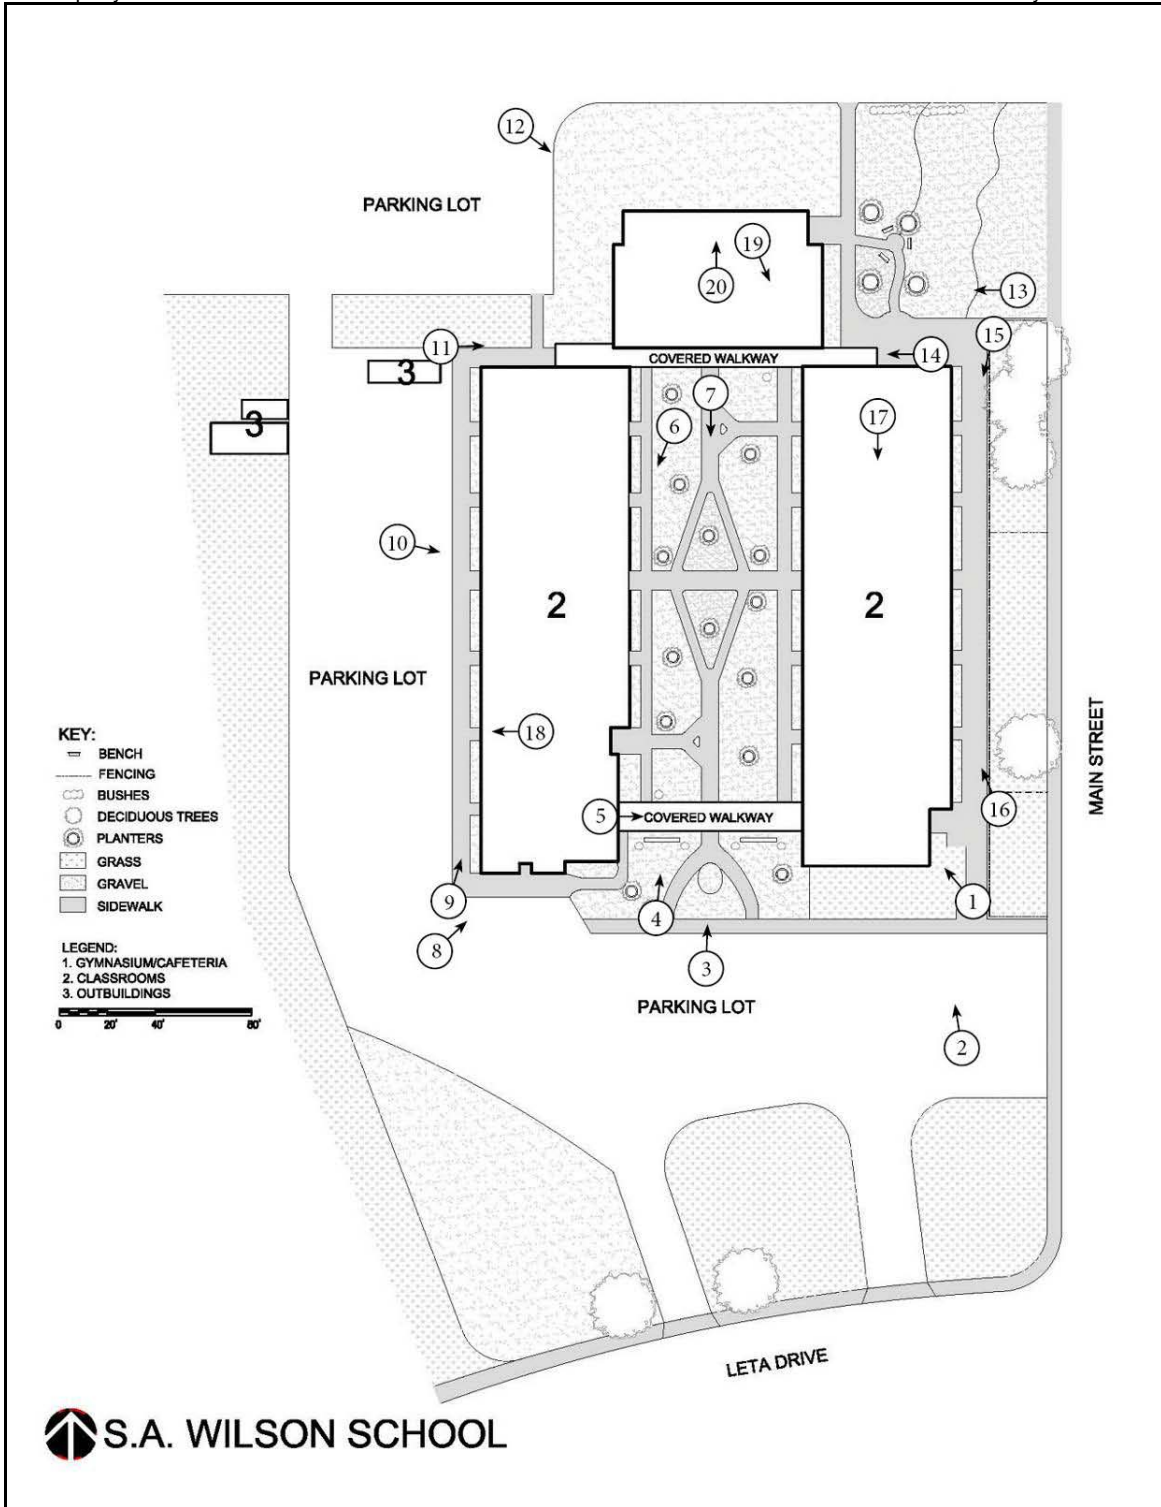 12
PARKING LOT
19
20
13
15
11
14
COVERED WALKWAY
3
7
3
6
17
10
2
2
PARKING LOT
MAIN STREET
18
KEY:
BENCH
FENCING
BUSHES
DECIDUOUS TREES
PLANTERS
GRASS
GRAVEL
SIDEWALK
5
COVERED WALKWAY
16
9
4
1
8
3
LEGEND:
1. GYMNASIUM/CAFETERIA
2. CLASSROOMS
3. OUTBUILDINGS
0 20' 40' 80'
PARKING LOT
2
LETA DRIVE
S.A. WILSON SCHOOL